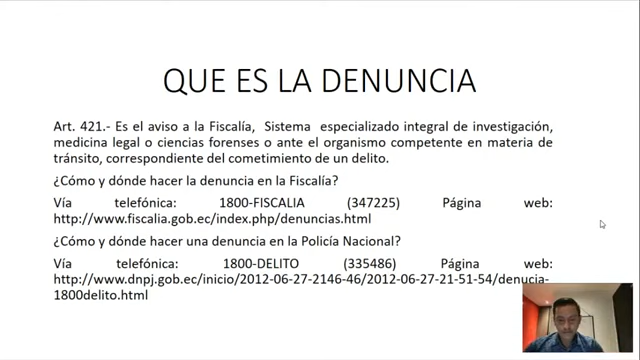 QUE ES LA DENUNCIA
Art. 421.- Es el aviso a la Fiscalía, Sistema especializado integral de investigación,
medicina legal o ciencias forenses o ante el organismo competente en materia de
tránsito, correspondiente del cometimiento de un delito.
¿Cómo y dónde hacer la denuncia en la Fiscalía?
Vía telefónica: 1800-FISCALIA (347225) Página web:
http://www.fiscalia.gob.ec/index.php/denuncias.html
¿Cómo y dónde hacer una denuncia en la Policía Nacional?
Vía telefónica: 1800-DELITO (335486) Página web:
http://www.dnpj.gob.ec/inicio/2012-06-27-2146-46/2012-06-27-21-51-54/denucia-
1800delito.html